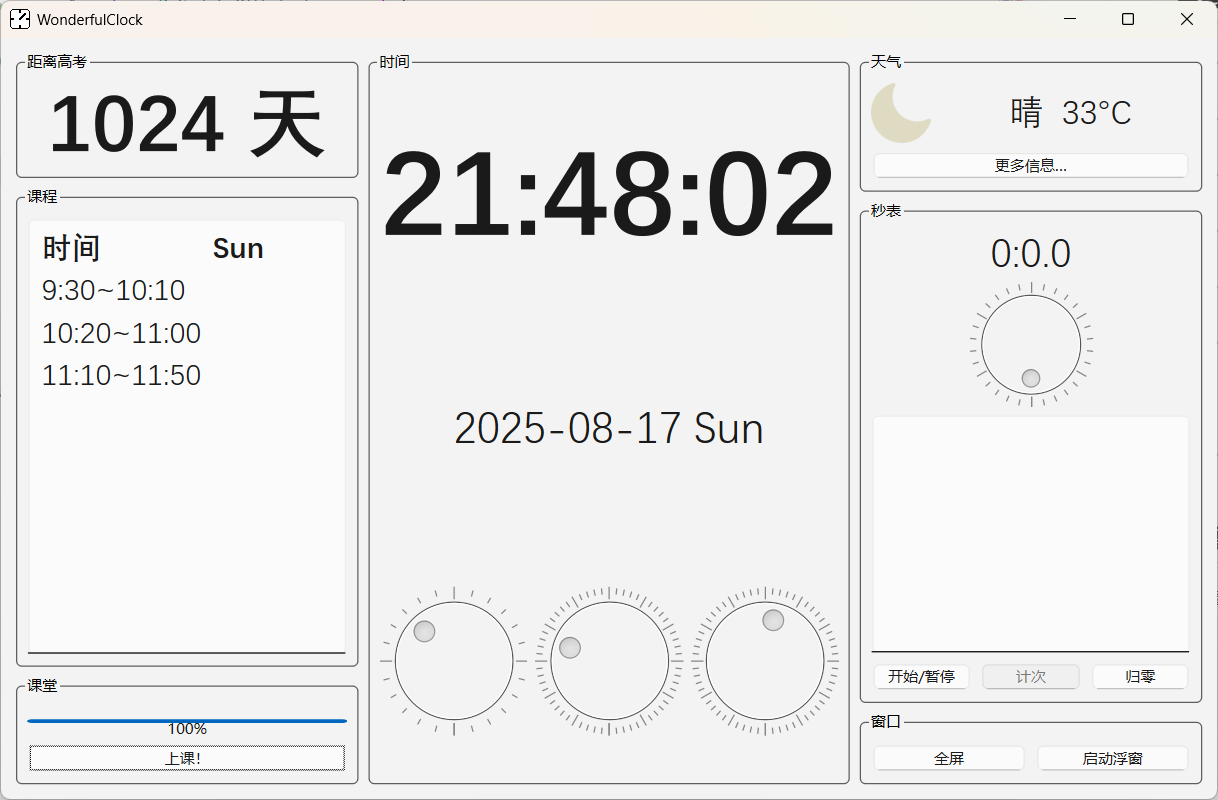 WonderfulClock
距离高考
1024 天
课程
时间 Sun
9:30~10:10
10:20~11:00
11:10~11:50
课堂
100%
上课!
时间
21:48:02
2025-08-17 Sun
天气
晴 33°C
更多信息...
秒表
0:0.0
开始/暂停 计次 归零
窗口
全屏 启动浮窗